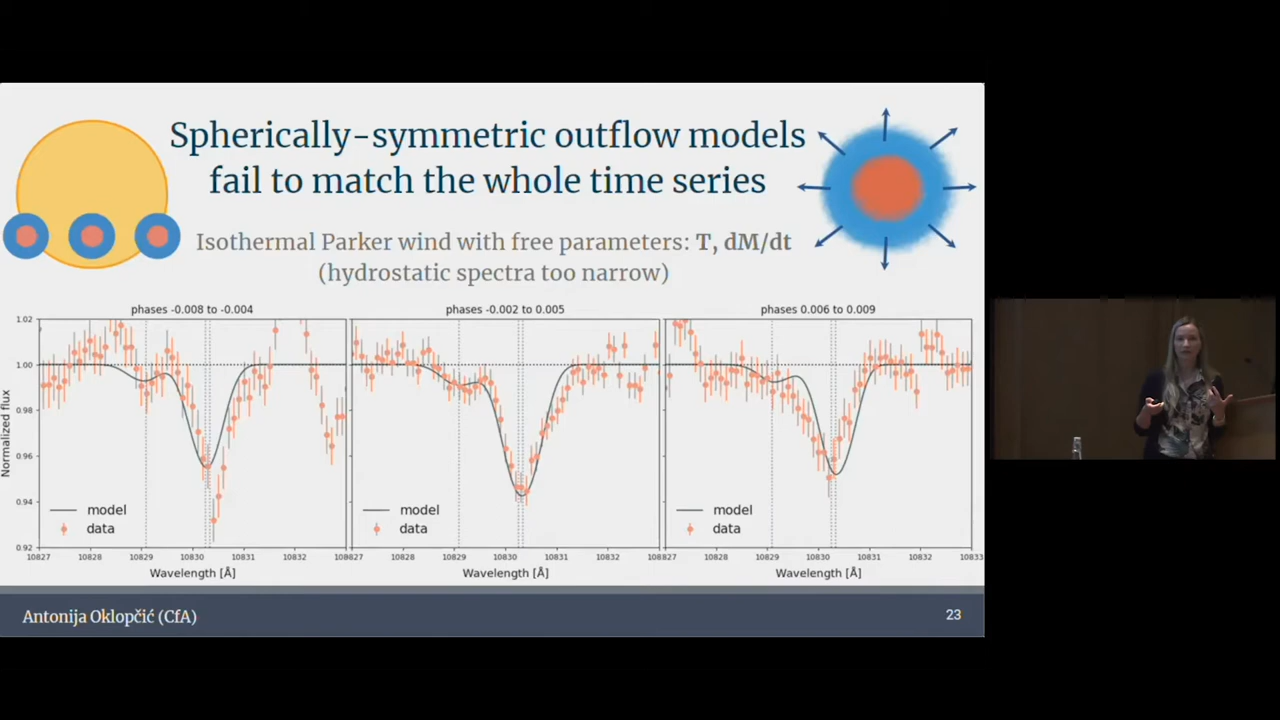 Spherically-symmetric outflow models
fail to match the whole time series
Isothermal Parker wind with free parameters: T, dM/dt
(hydrostatic spectra too narrow)
phases -0.008 to -0.004
phases -0.002 to 0.005
phases 0.006 to 0.009
1.02
1.00
0.98
0.96
0.94
0.92
Normalized flux
model
data
model
data
model
data
10827 10828 10829 10830 10831 10832
10827 10828 10829 10830 10831 10832
10827 10828 10829 10830 10831 10832 10833
Wavelength [Å]
Wavelength [Å]
Wavelength [Å]
Antonija Oklopčić (CfA)
23